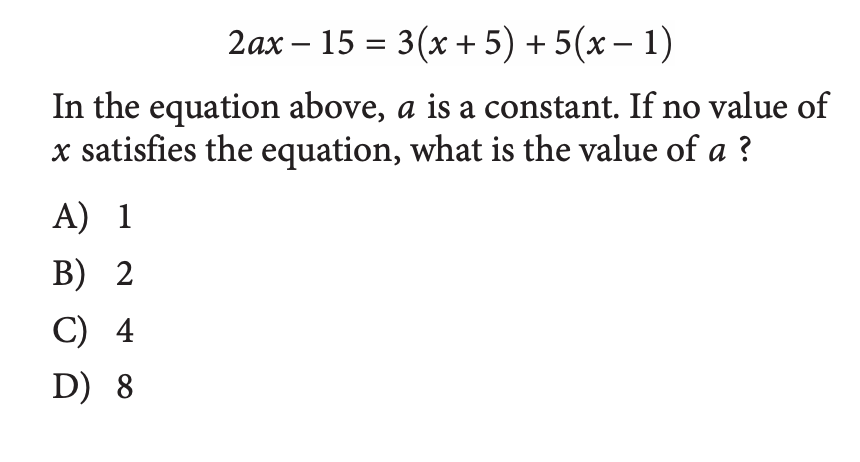 2ax – 15 = 3(x + 5) + 5(x – 1)
In the equation above, a is a constant. If no value of
x satisfies the equation, what is the value of a ?
A) 1
B) 2
C) 4
D) 8